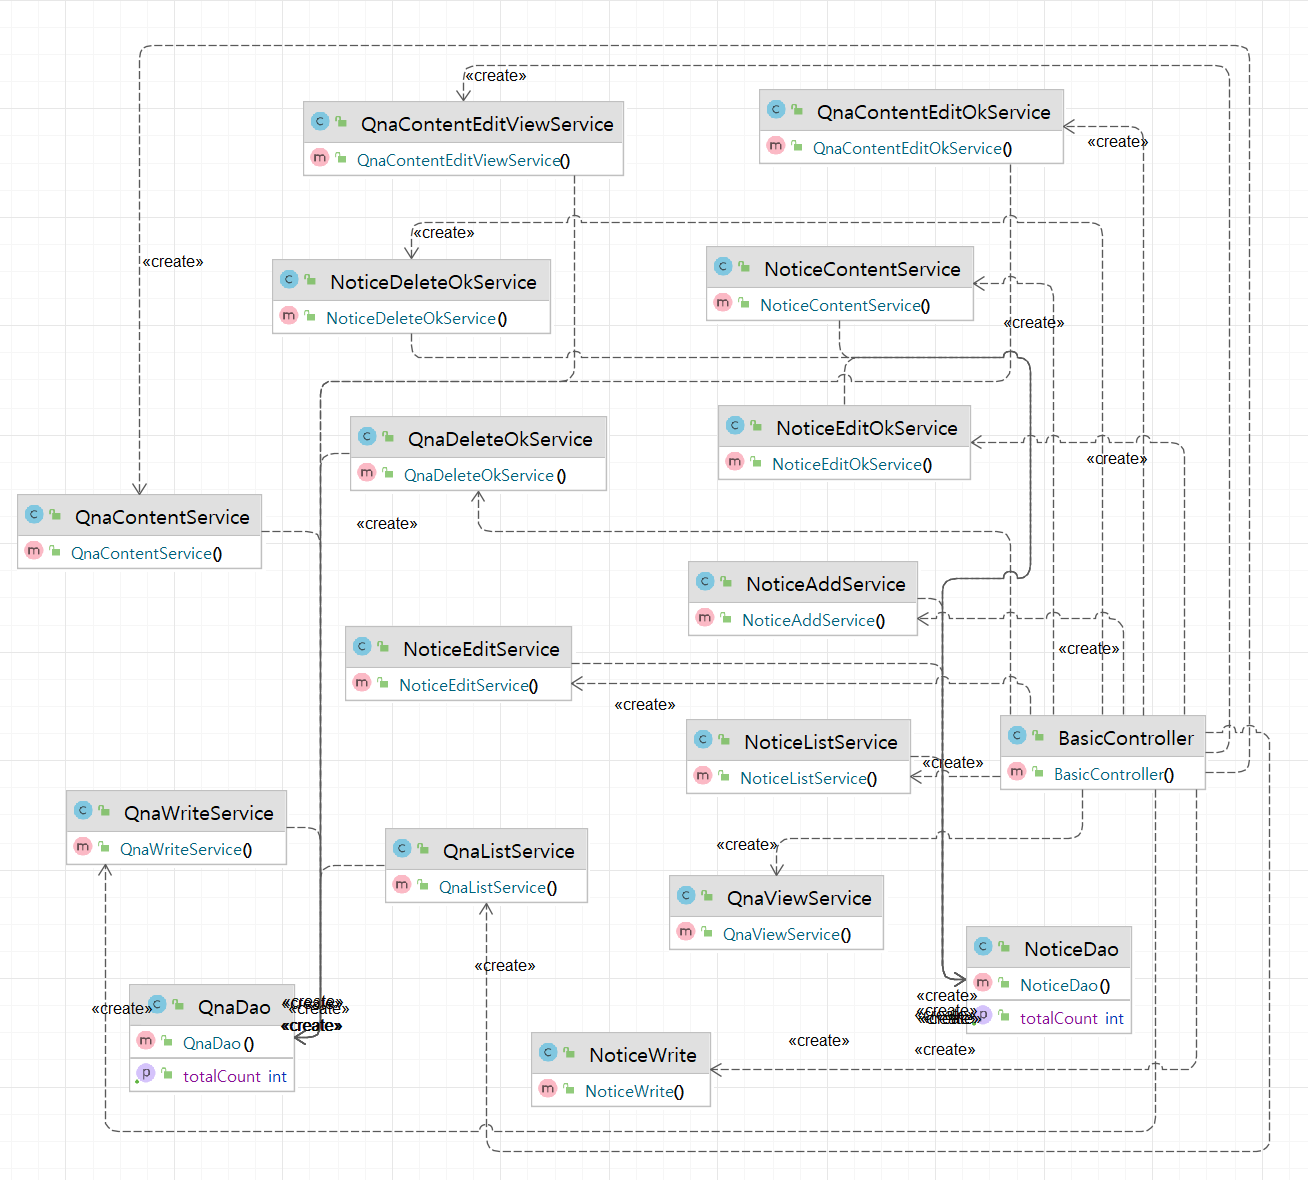 «create»
QnaContentEditViewService
QnaContentEditViewService()
QnaContentEditOkService
QnaContentEditOkService()
«create»
«create»
«create»
NoticeDeleteOkService
NoticeDeleteOkService()
NoticeContentService
NoticeContentService()
«create»
QnaDeleteOkService
QnaDeleteOkService()
NoticeEditOkService
NoticeEditOkService()
«create»
QnaContentService
QnaContentService()
«create»
NoticeAddService
NoticeAddService()
«create»
NoticeEditService
NoticeEditService()
«create»
NoticeListService
NoticeListService()
«create»
BasicController
BasicController()
QnaWriteService
QnaWriteService()
QnaListService
QnaListService()
«create»
QnaViewService
QnaViewService()
«create»
NoticeDao
NoticeDao()
totalCount int
«create»
«create»
QnaDao
QnaDao()
totalCount int
«create»
«create»
«create»
«create»
NoticeWrite
NoticeWrite()
«create»
«create»